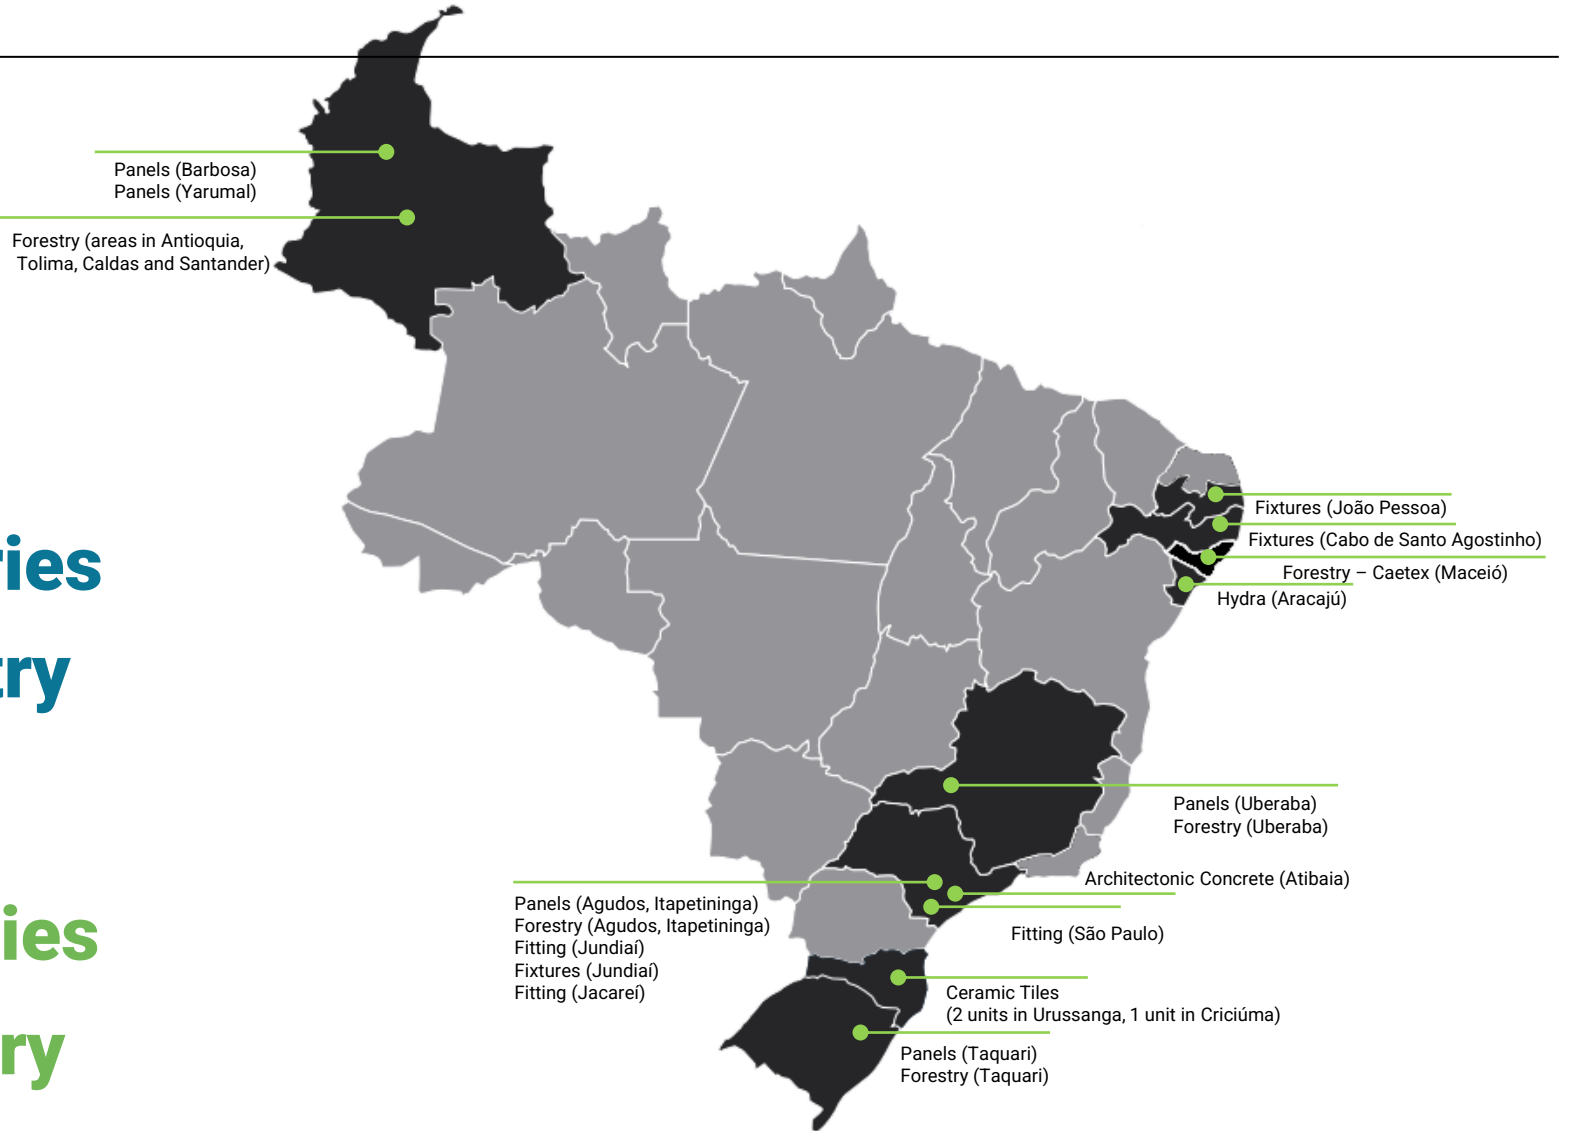 Panels (Barbosa)
Panels (Yarumal)
Forestry (areas in Antioquia,
Tolima, Caldas and Santander)
Fixtures (João Pessoa)
Fixtures (Cabo de Santo Agostinho)
Forestry – Caetex (Maceió)
Hydra (Aracajú)
ries
try
Panels (Uberaba)
Forestry (Uberaba)
Architectonic Concrete (Atibaia)
Panels (Agudos, Itapetininga)
Forestry (Agudos, Itapetininga)
Fitting (Jundiaí)
Fixtures (Jundiaí)
Fitting (Jacareí)
Fitting (São Paulo)
ies
ry
Ceramic Tiles
(2 units in Urussanga, 1 unit in Criciúma)
Panels (Taquari)
Forestry (Taquari)